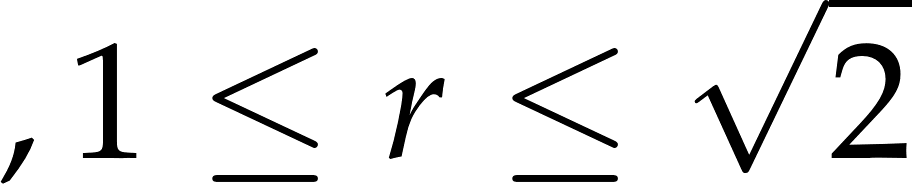 , 1 ≤ r ≤ √2